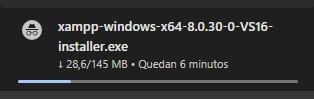 xampp-windows-x64-8.0.30-0-VS16-
installer.exe
↓ 28,6/145 MB • Quedan 6 minutos